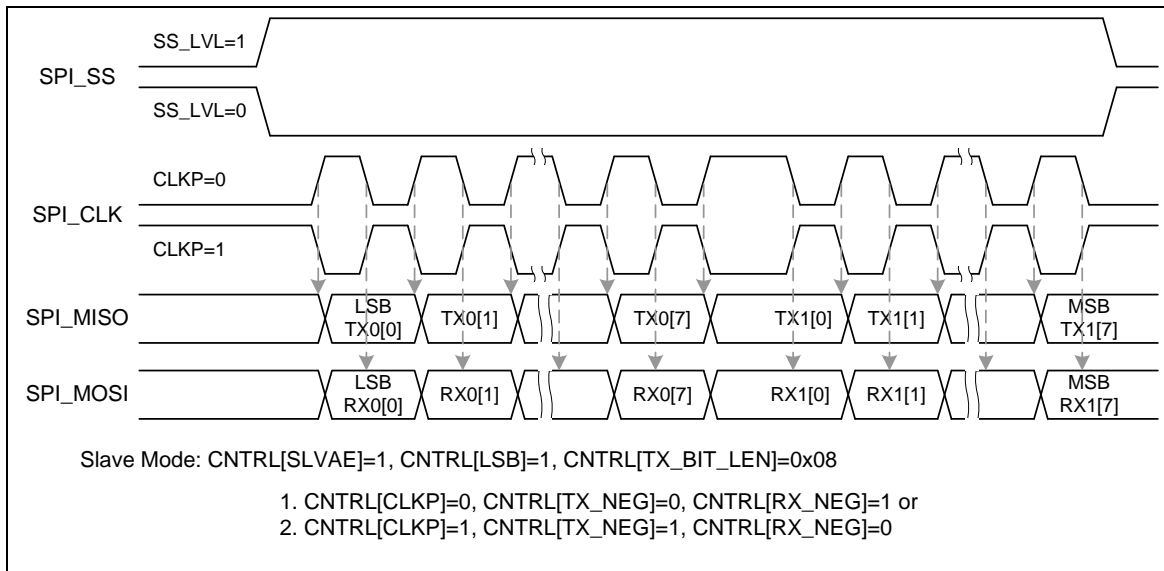 SS_LVL=1
SPI_SS
SS_LVL=0
CLKP=0
SPI_CLK
CLKP=1
SPI_MISO
LSB
TX0[0]
TX0[1]
TX0[7]
TX1[0]
TX1[1]
MSB
TX1[7]
SPI_MOSI
LSB
RX0[0]
RX0[1]
RX0[7]
RX1[0]
RX1[1]
MSB
RX1[7]
Slave Mode: CNTRL[SLVAE]=1, CNTRL[LSB]=1, CNTRL[TX_BIT_LEN]=0x08
1. CNTRL[CLKP]=0, CNTRL[TX_NEG]=0, CNTRL[RX_NEG]=1 or
2. CNTRL[CLKP]=1, CNTRL[TX_NEG]=1, CNTRL[RX_NEG]=0